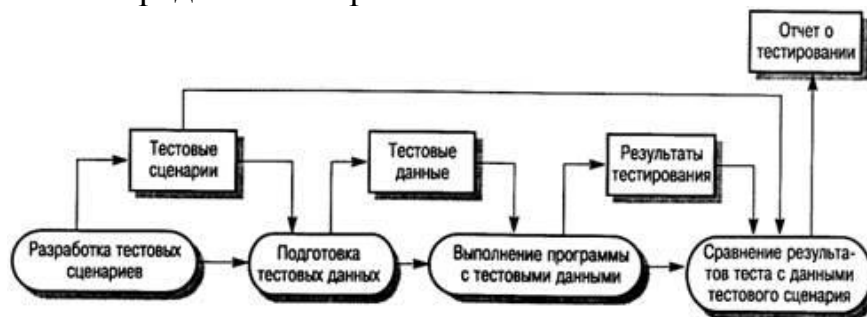 Отчет о
тестировании
Тестовые
сценарии
Тестовые
данные
Результаты
тестирования
Разработка тестовых
сценариев
Подготовка
тестовых данных
Выполнение программы
с тестовыми данными
Сравнение результа-
тов теста с данными
тестового сценария